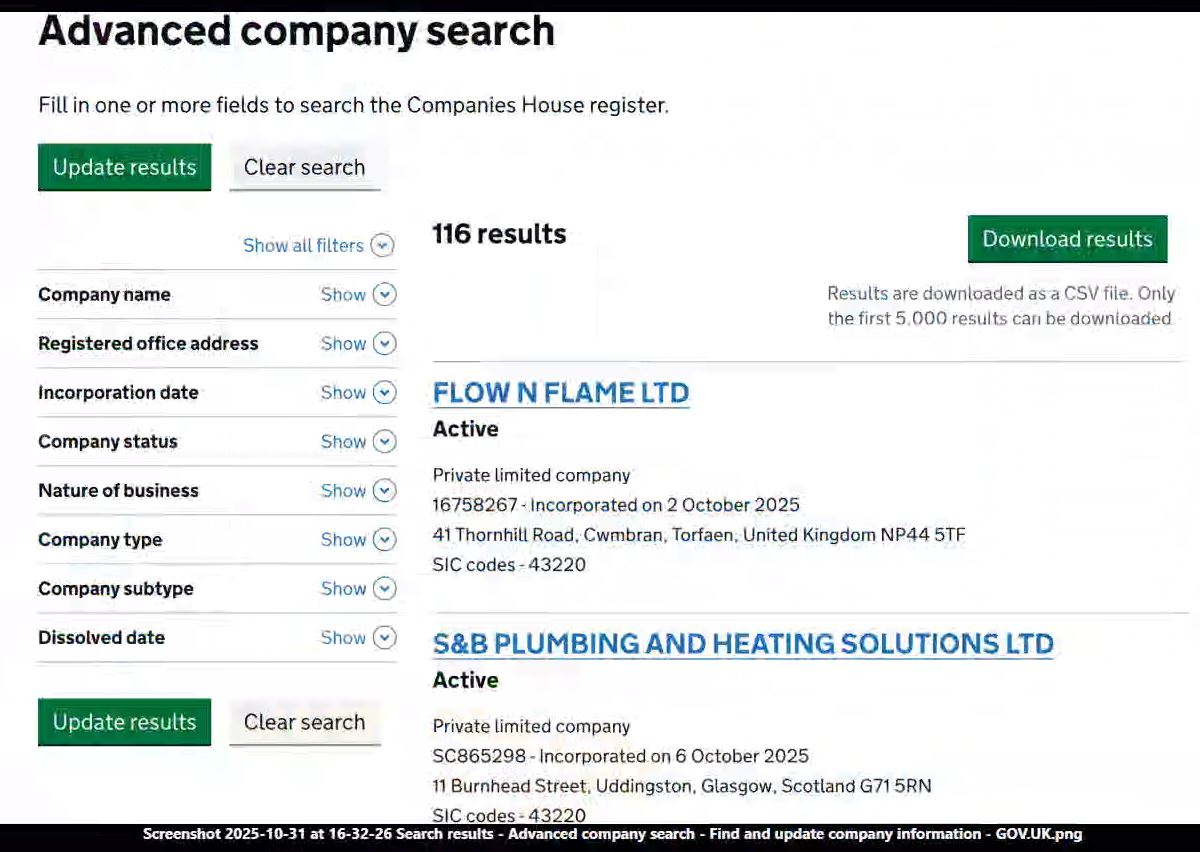 Advanced company search
Fill in one or more fields to search the Companies House register.
Update results
Clear search
Show all filters
Company name Show
Registered office address Show
Incorporation date Show
Company status Show
Nature of business Show
Company type Show
Company subtype Show
Dissolved date Show
Update results
Clear search
116 results
Download results
Results are downloaded as a CSV file. Only
the first 5,000 results can be downloaded
FLOW N FLAME LTD
Active
Private limited company
16758267 - Incorporated on 2 October 2025
41 Thornhill Road, Cwmbran, Torfaen, United Kingdom NP44 5TF
SIC codes - 43220
S&B PLUMBING AND HEATING SOLUTIONS LTD
Active
Private limited company
SC865298 - Incorporated on 6 October 2025
11 Burnhead Street, Uddingston, Glasgow, Scotland G71 5RN
SIC codes - 43220
Screenshot 2025-10-31 at 16-32-26 Search results - Advanced company search - Find and update company information - GOV.UK.png